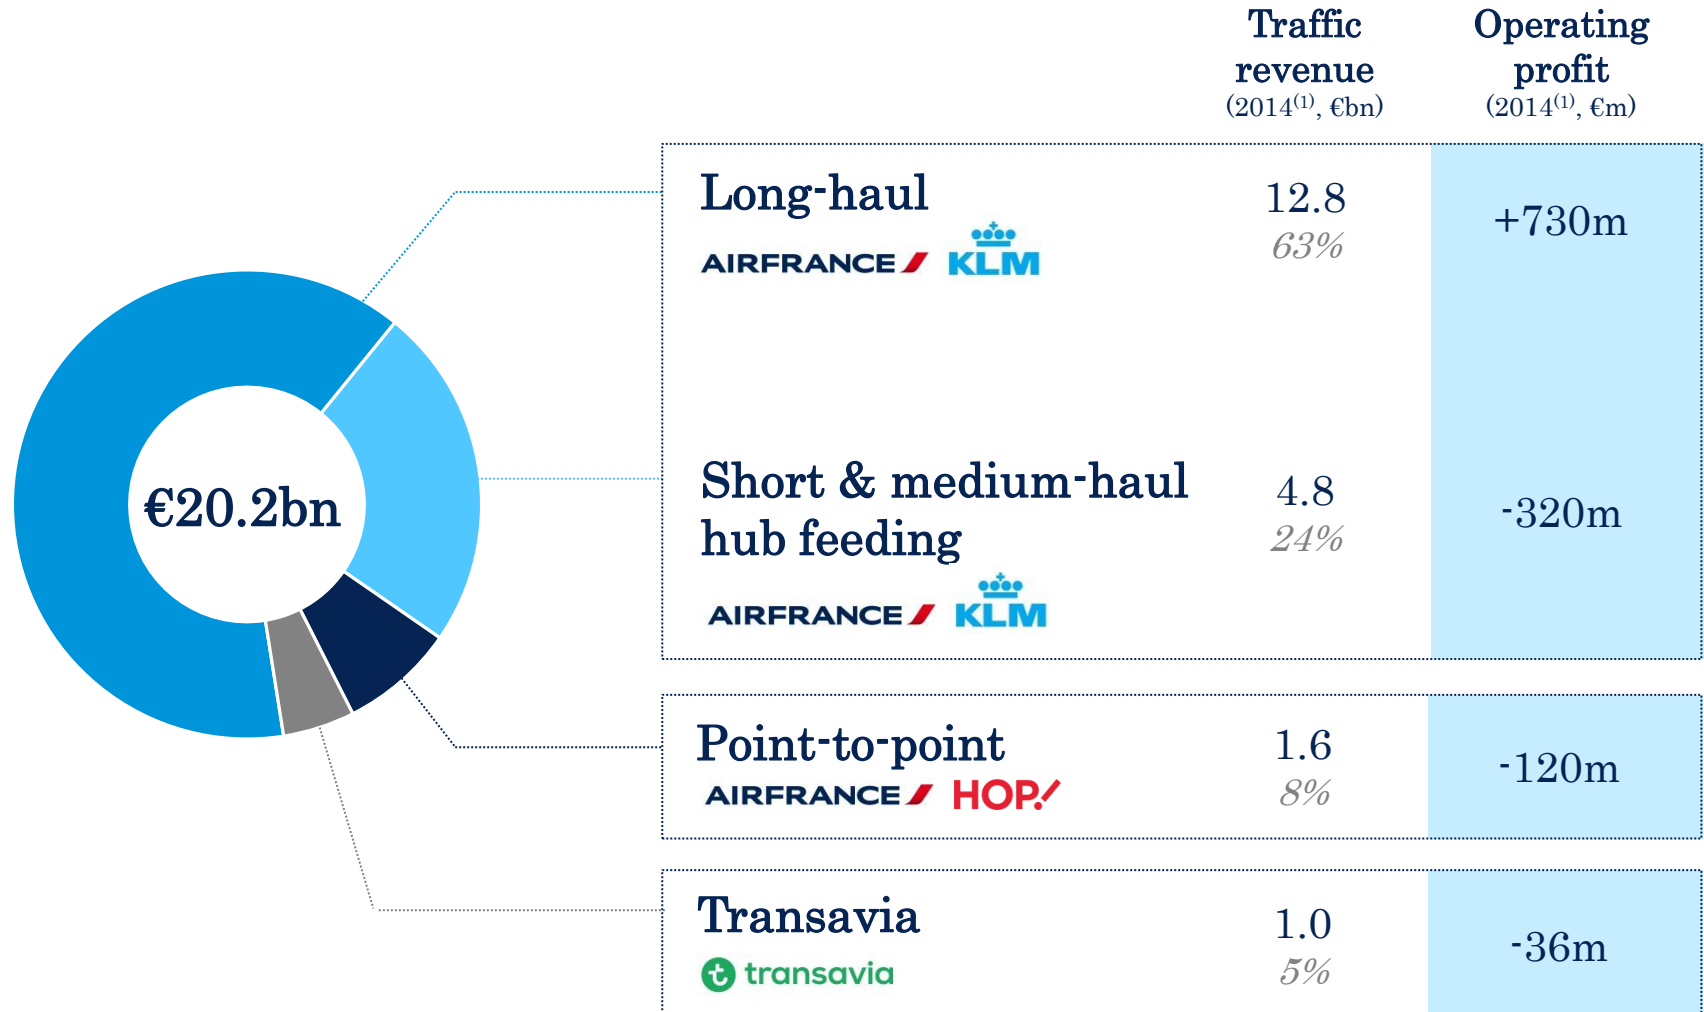 Traffic
revenue
(2014(1), €bn)
Operating
profit
(2014(1), €m)
€20.2bn
Long-haul
AIRFRANCE KLM
12.8
63%
+730m
Short & medium-haul
hub feeding
AIRFRANCE KLM
4.8
24%
-320m
Point-to-point
AIRFRANCE HOP!
1.6
8%
-120m
Transavia
transavia
1.0
5%
-36m